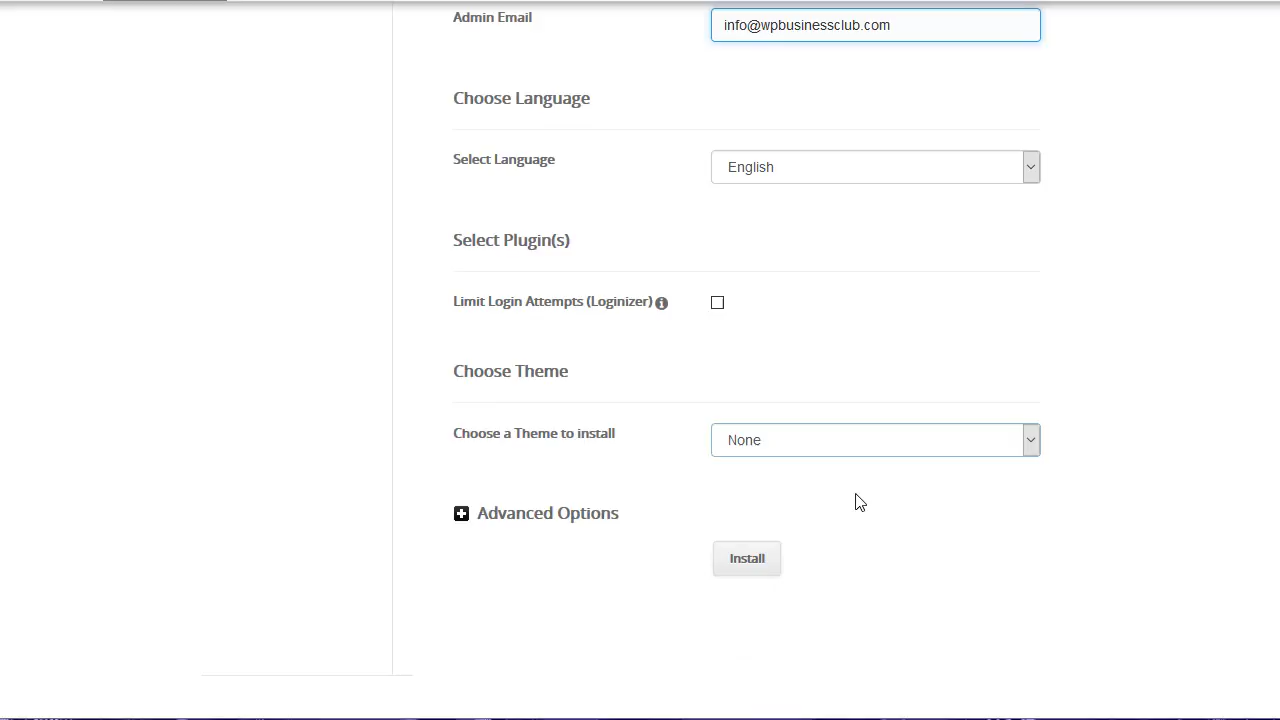 Admin Email
info@wpbusinessclub.com
Choose Language
Select Language
English
Select Plugin(s)
Limit Login Attempts (Loginizer)
Choose Theme
Choose a Theme to install
None
Advanced Options
Install